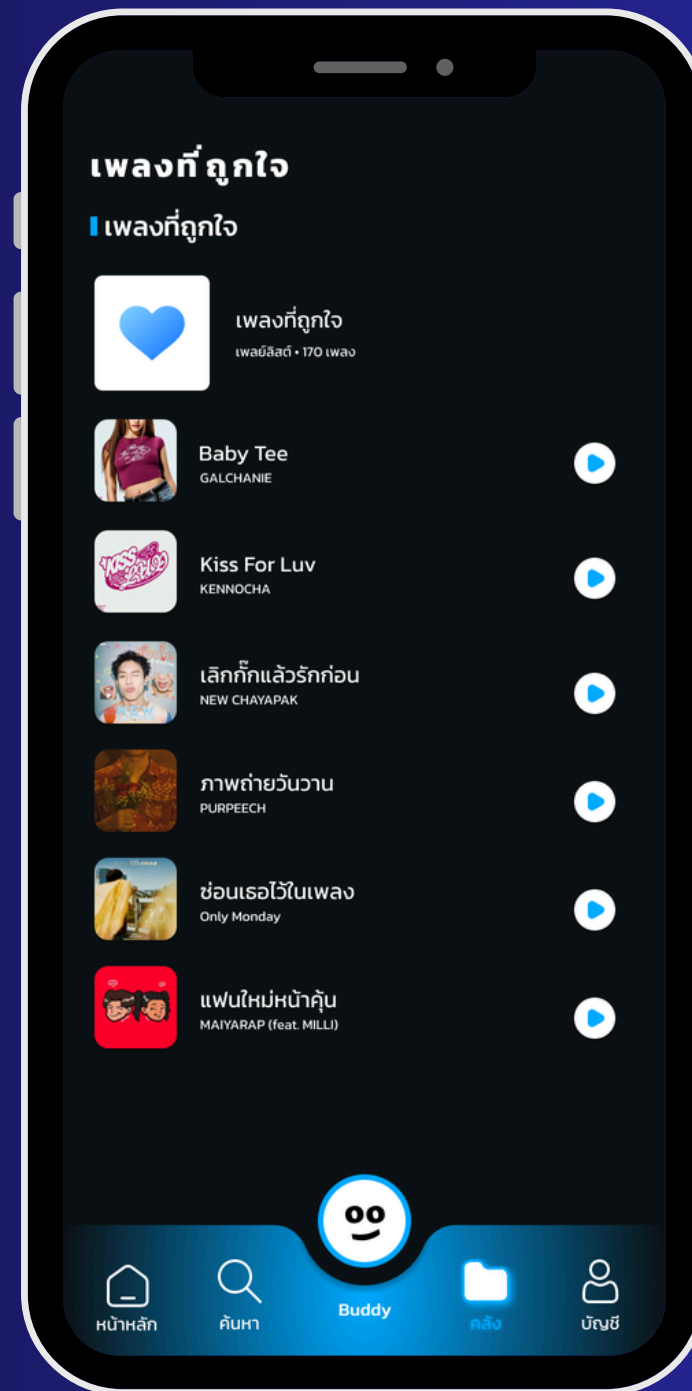 เพลงที่ถูกใจ
เพลงที่ถูกใจ
เพลงที่ถูกใจ
เพลย์ลิสต์ • 170 เพลง
Baby Tee
GALCHANIE
KISS
Kiss For Luv
KENNOCHA
NEW
เลิกกั๊กแล้วรักก่อน
NEW CHAYAPAK
ภาพถ่ายวันวาน
PURPEECH
ซ่อนเธอไว้ในเพลง
Only Monday
แฟนใหม่หน้าคุ้น
MAIYARAP (feat. MILLI)
หน้าหลัก
ค้นหา
Buddy
คลัง
บัญชี